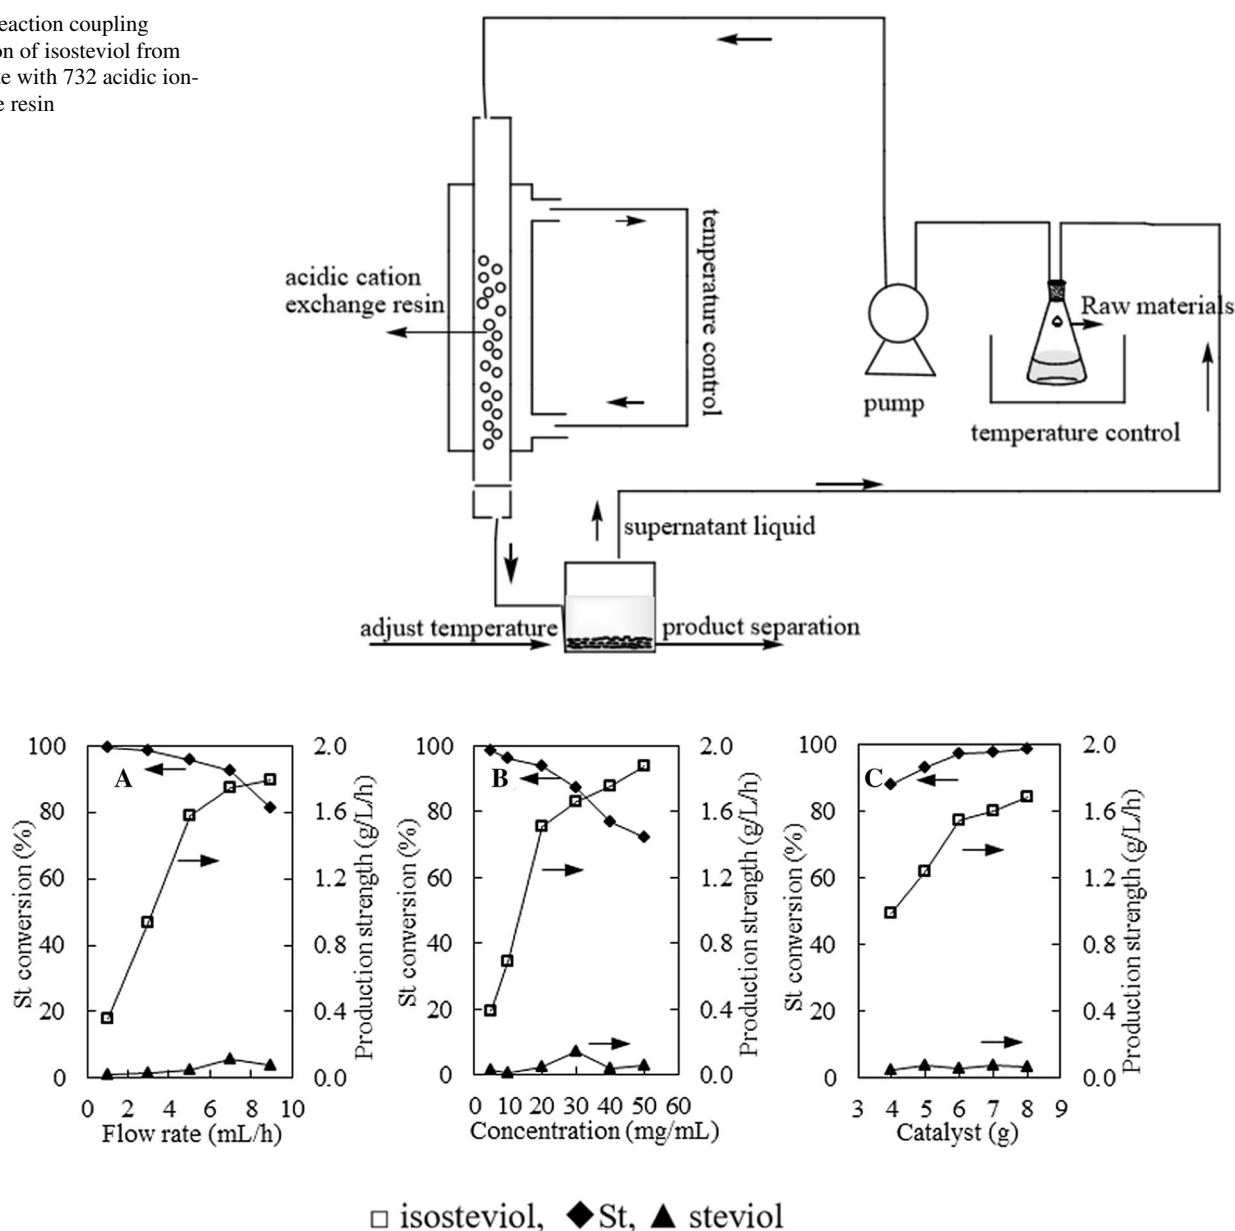 eaction coupling
on of isosteviol from
e with 732 acidic ion-
e resin
acidic cation
exchange resin
temperature control
pump
Raw materials
temperature control
supernatant liquid
adjust temperature
product separation
100
80
60
40
20
0
St conversion (%)
A
2.0
1.6
1.2
0.8
0.4
0.0
Production strength (g/L/h)
0 2 4 6 8 10
Flow rate (mL/h)
100
80
60
40
20
0
St conversion (%)
B
2.0
1.6
1.2
0.8
0.4
0.0
Production strength (g/L/h)
0 10 20 30 40 50 60
Concentration (mg/mL)
100
80
60
40
20
0
St conversion (%)
C
2.0
1.6
1.2
0.8
0.4
0.0
Production strength (g/L/h)
3 4 5 6 7 8 9
Catalyst (g)
isosteviol, St, steviol